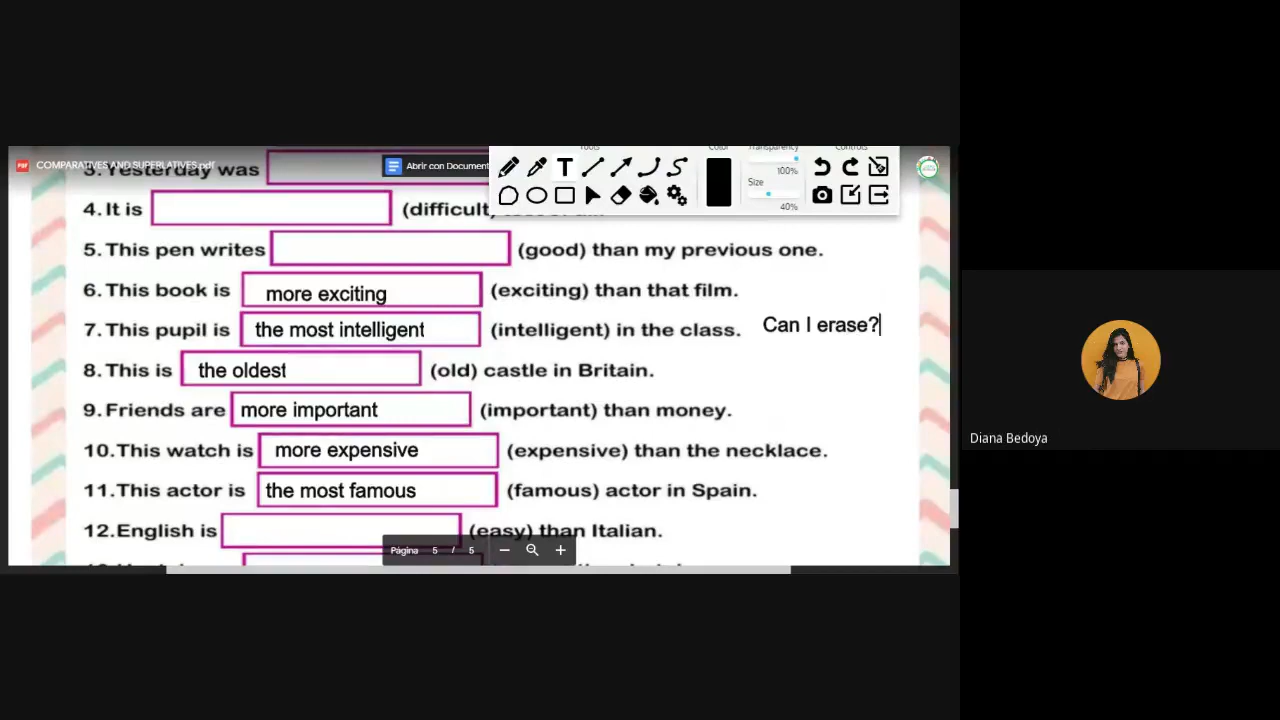 COMPARATIVES AND SUPERLATIVES.pdf
Abrir con Document
Tools
Color
Transparency
Controls
100%
Size
40%
3. Yesterday was
4. It is (difficult)
5. This pen writes (good) than my previous one.
6. This book is more exciting (exciting) than that film.
7. This pupil is the most intelligent (intelligent) in the class. Can I erase?
8. This is the oldest (old) castle in Britain.
9. Friends are more important (important) than money.
10. This watch is more expensive (expensive) than the necklace.
11. This actor is the most famous (famous) actor in Spain.
12. English is (easy) than Italian.
Página 5 / 5
Diana Bedoya